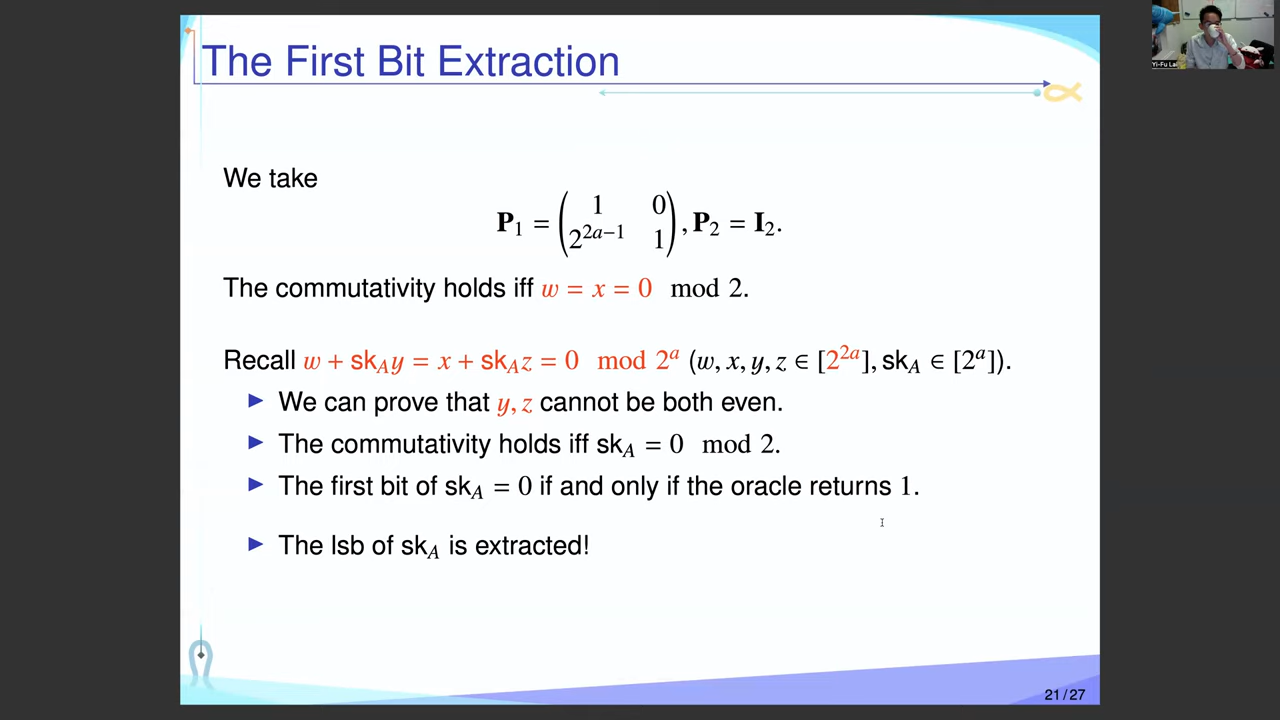 The First Bit Extraction
We take
P₁ = ( 1 0 ; 2^{2a−1} 1 ), P₂ = I₂.
The commutativity holds iff w = x = 0 mod 2.
Recall w + sk_A y = x + sk_A z = 0 mod 2^a (w, x, y, z ∈ [2^{2a}], sk_A ∈ [2^a]).
▶ We can prove that y, z cannot be both even.
▶ The commutativity holds iff sk_A = 0 mod 2.
▶ The first bit of sk_A = 0 if and only if the oracle returns 1.
▶ The lsb of sk_A is extracted!
21 / 27
Yi-Fu Lai